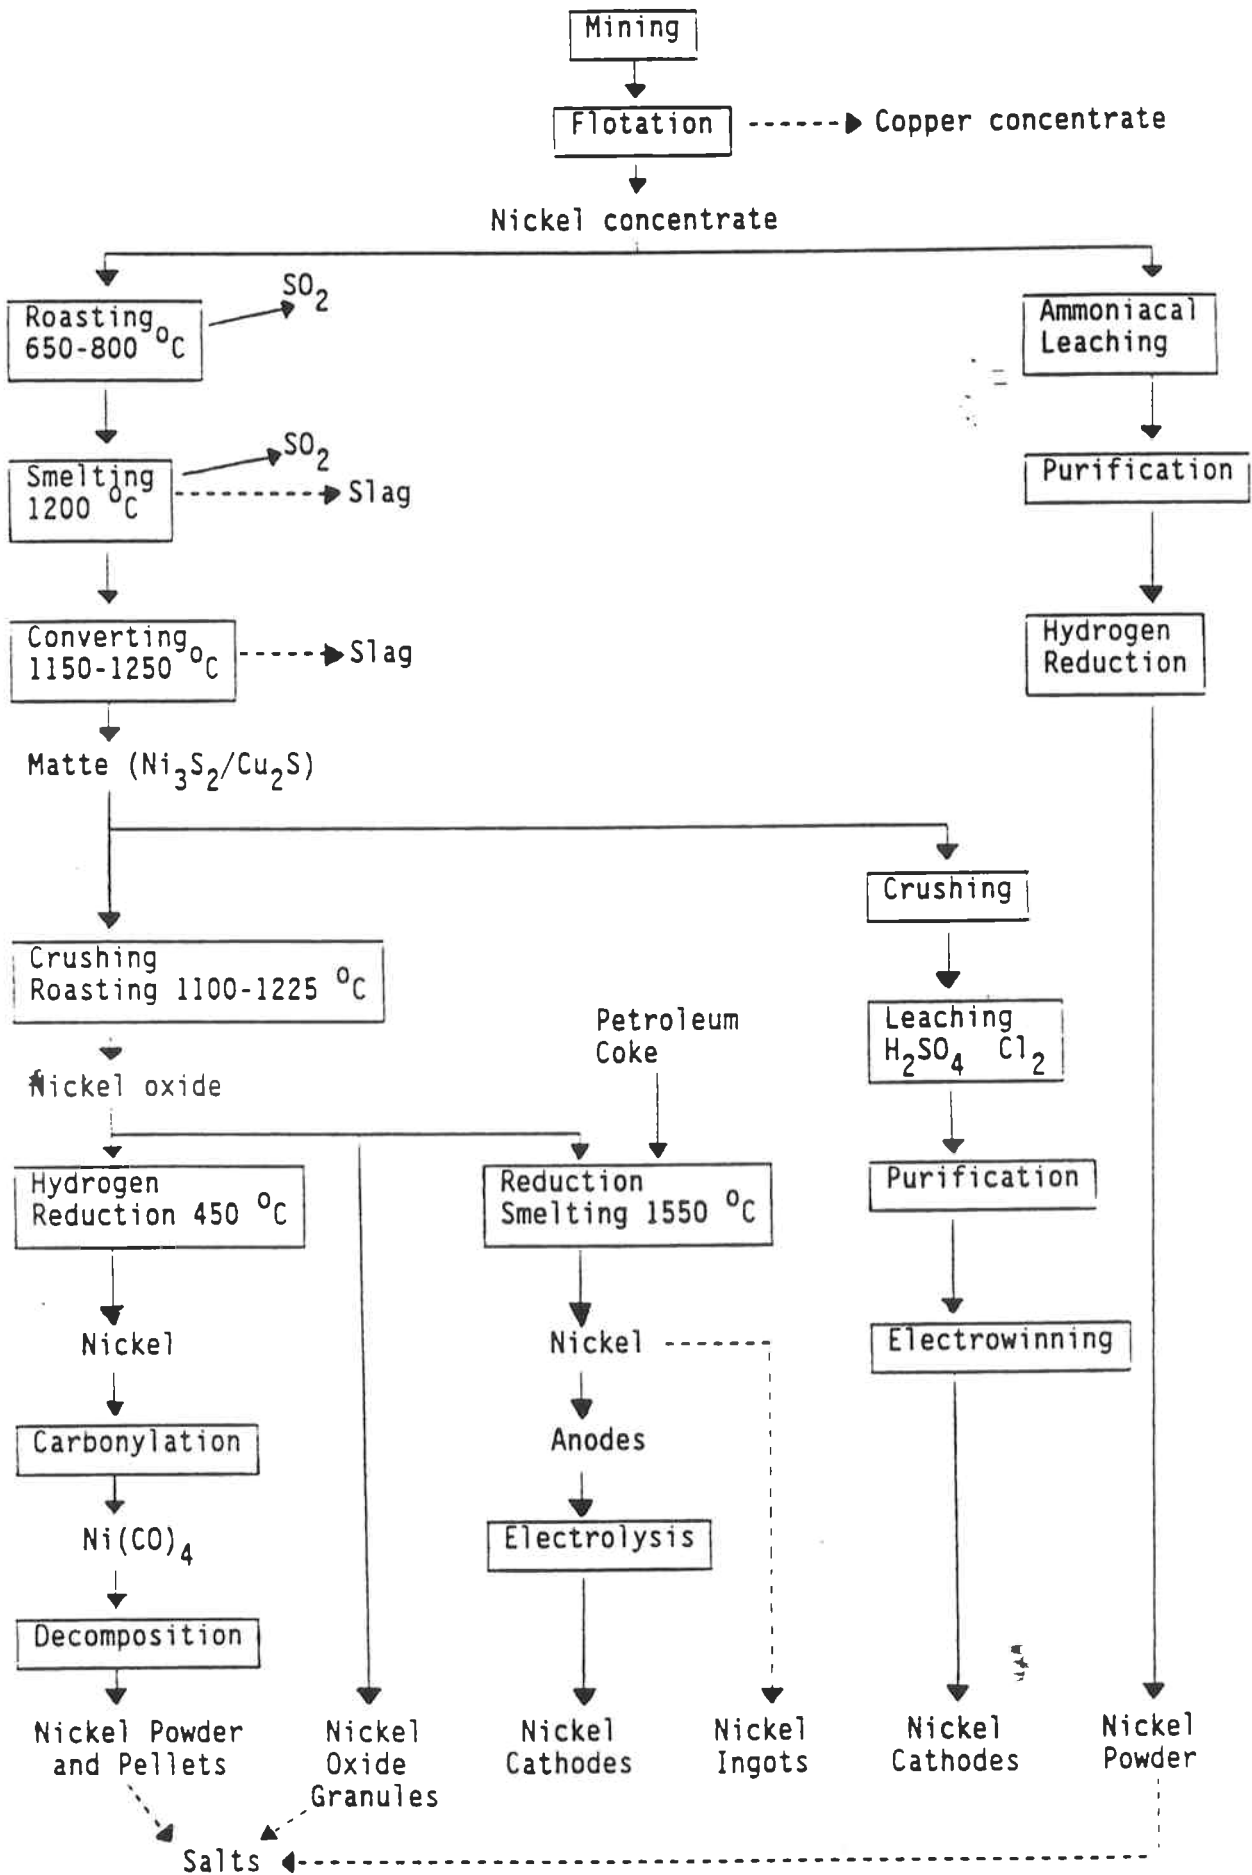 Mining
Flotation
Copper concentrate
Nickel concentrate
SO2
Roasting
650-800 °C
Ammoniacal
Leaching
SO2
Smelting
1200 °C
Slag
Purification
Converting
1150-1250 °C
Slag
Hydrogen
Reduction
Matte (Ni3S2/Cu2S)
Crushing
Crushing
Roasting 1100-1225 °C
Petroleum
Coke
Leaching
H2SO4 Cl2
Nickel oxide
Hydrogen
Reduction 450 °C
Reduction
Smelting 1550 °C
Purification
Nickel
Nickel
Electrowinning
Carbonylation
Anodes
Ni(CO)4
Electrolysis
Decomposition
Nickel Powder
and Pellets
Nickel
Oxide
Granules
Nickel
Cathodes
Nickel
Ingots
Nickel
Cathodes
Nickel
Powder
Salts